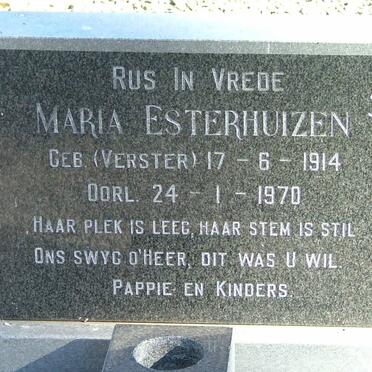 RUS IN VREDE
MARIA ESTERHUIZEN
GEB (VERSTER) 17 - 6 - 1914
OORL. 24 - 1 - 1970
HAAR PLEK IS LEEG, HAAR STEM IS STIL
ONS SWYG O'HEER, DIT WAS U WIL.
PAPPIE EN KINDERS.